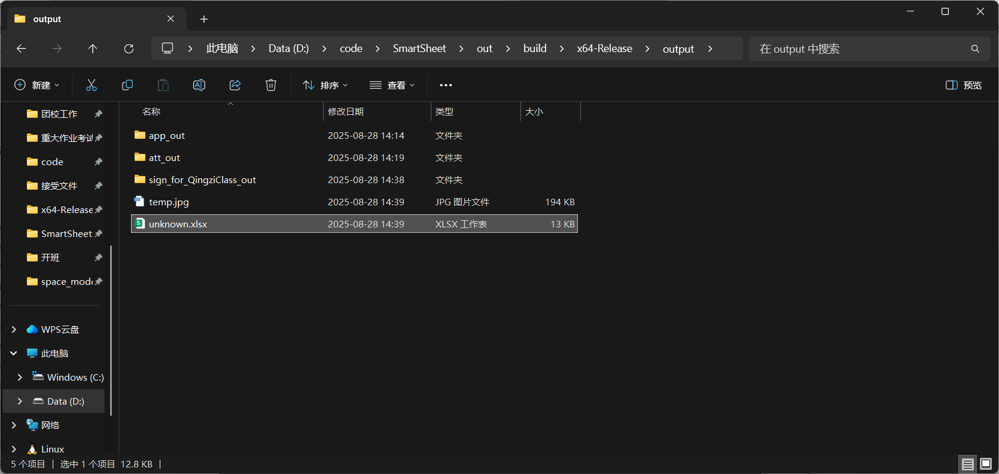 output
此电脑 Data (D:) code SmartSheet out build x64-Release output
在 output 中搜索
新建 排序 查看 预览
团校工作
重大作业考试
code
接受文件
x64-Release
SmartSheet
开班
space_mode
WPS云盘
此电脑
Windows (C:)
Data (D:)
网络
Linux
名称 修改日期 类型 大小
app_out 2025-08-28 14:14 文件夹
att_out 2025-08-28 14:19 文件夹
sign_for_QingziClass_out 2025-08-28 14:38 文件夹
temp.jpg 2025-08-28 14:39 JPG 图片文件 194 KB
unknown.xlsx 2025-08-28 14:39 XLSX 工作表 13 KB
5 个项目 选中 1 个项目 12.8 KB